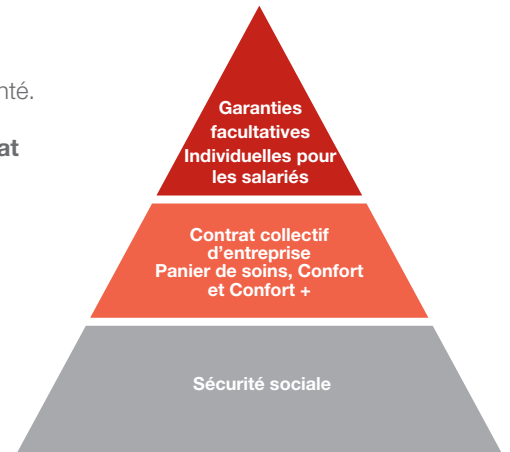 nté.
at
Garanties
facultatives
Individuelles pour
les salariés
Contrat collectif
d'entreprise
Panier de soins, Confort
et Confort +
Sécurité sociale